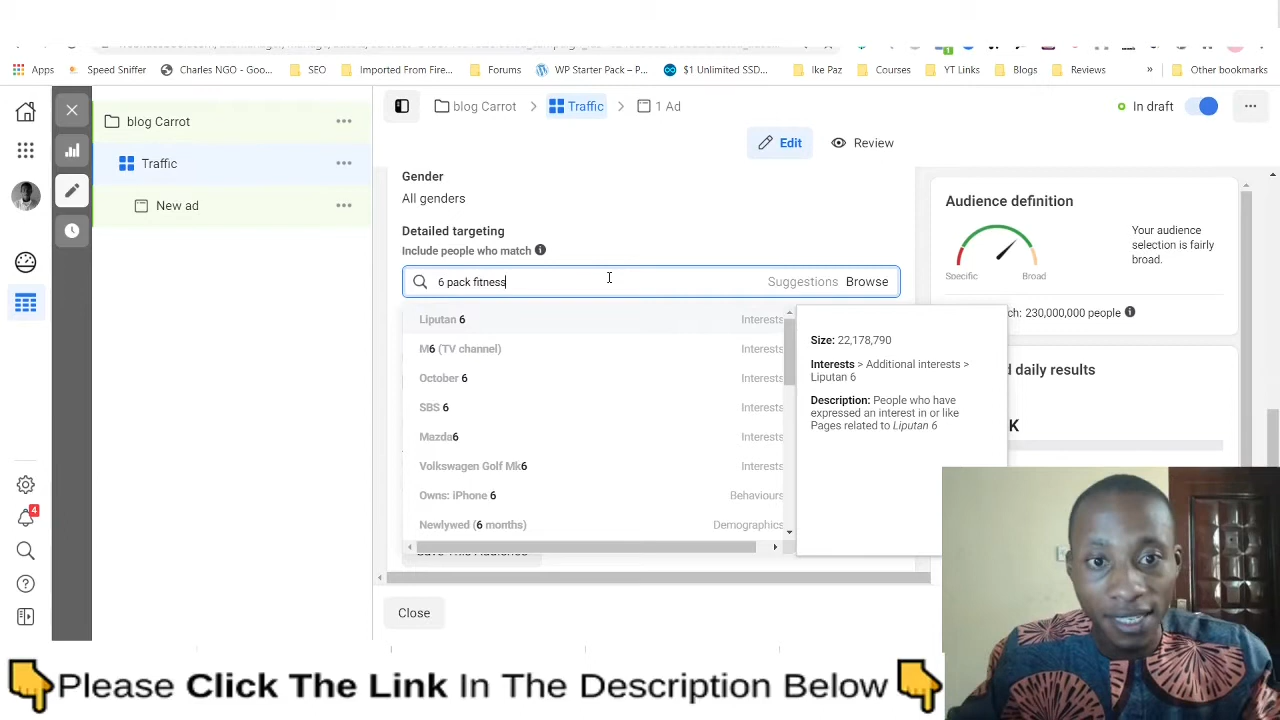 Apps
Speed Sniffer
Charles NGO - Goo...
SEO
Imported From Fire...
Forums
WP Starter Pack – P...
$1 Unlimited SSD...
Ike Paz
Courses
YT Links
Blogs
Reviews
»
Other bookmarks
blog Carrot
Traffic
New ad
blog Carrot > Traffic > 1 Ad
In draft
Edit
Review
Gender
All genders
Detailed targeting
Include people who match
6 pack fitness
Suggestions Browse
Liputan 6 Interests
M6 (TV channel) Interests
October 6 Interests
SBS 6 Interests
Mazda6 Interests
Volkswagen Golf Mk6 Interests
Owns: iPhone 6 Behaviours
Newlywed (6 months) Demographics
Size: 22,178,790
Interests > Additional interests >
Liputan 6
Description: People who have
expressed an interest in or like
Pages related to Liputan 6
Close
Audience definition
Your audience
selection is fairly
broad.
Specific
Broad
ch: 230,000,000 people
d daily results
K
4
1
Please Click The Link In The Description Below